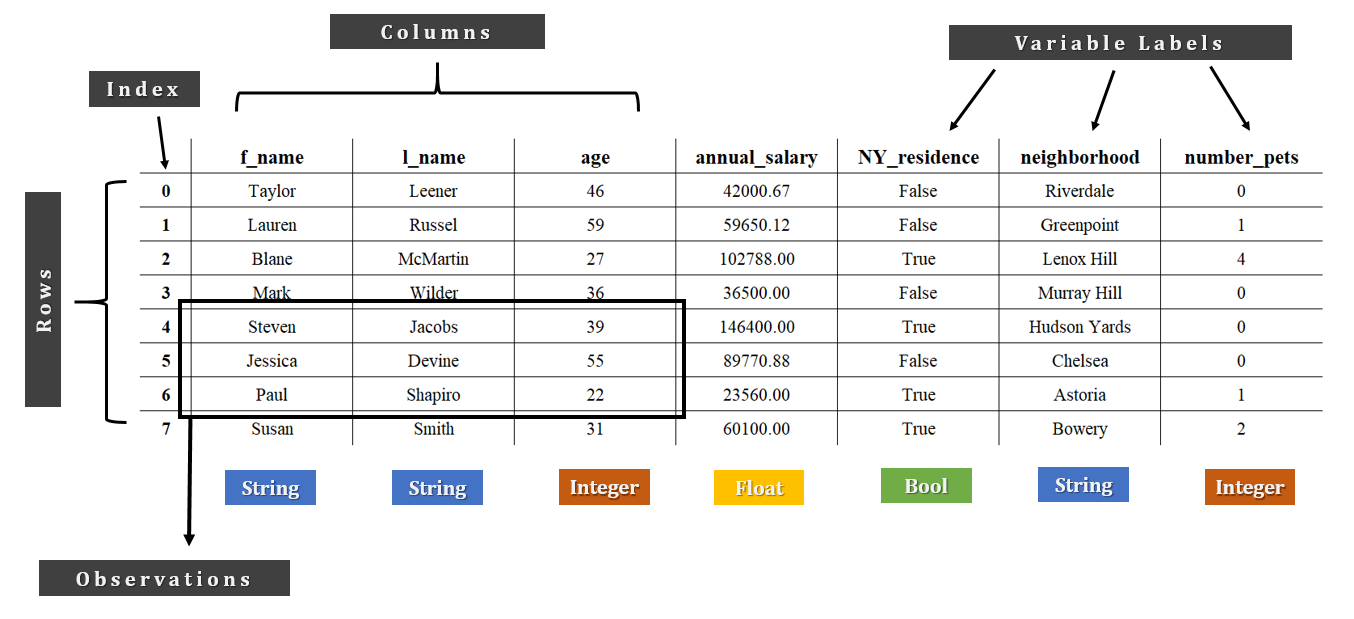 Columns
Variable Labels
Index
f_name l_name age annual_salary NY_residence neighborhood number_pets
0 Taylor Leener 46 42000.67 False Riverdale 0
1 Lauren Russel 59 59650.12 False Greenpoint 1
2 Blane McMartin 27 102788.00 True Lenox Hill 4
3 Mark Wilder 36 36500.00 False Murray Hill 0
4 Steven Jacobs 39 146400.00 True Hudson Yards 0
5 Jessica Devine 55 89770.88 False Chelsea 0
6 Paul Shapiro 22 23560.00 True Astoria 1
7 Susan Smith 31 60100.00 True Bowery 2
Rows
String String Integer Float Bool String Integer
Observations